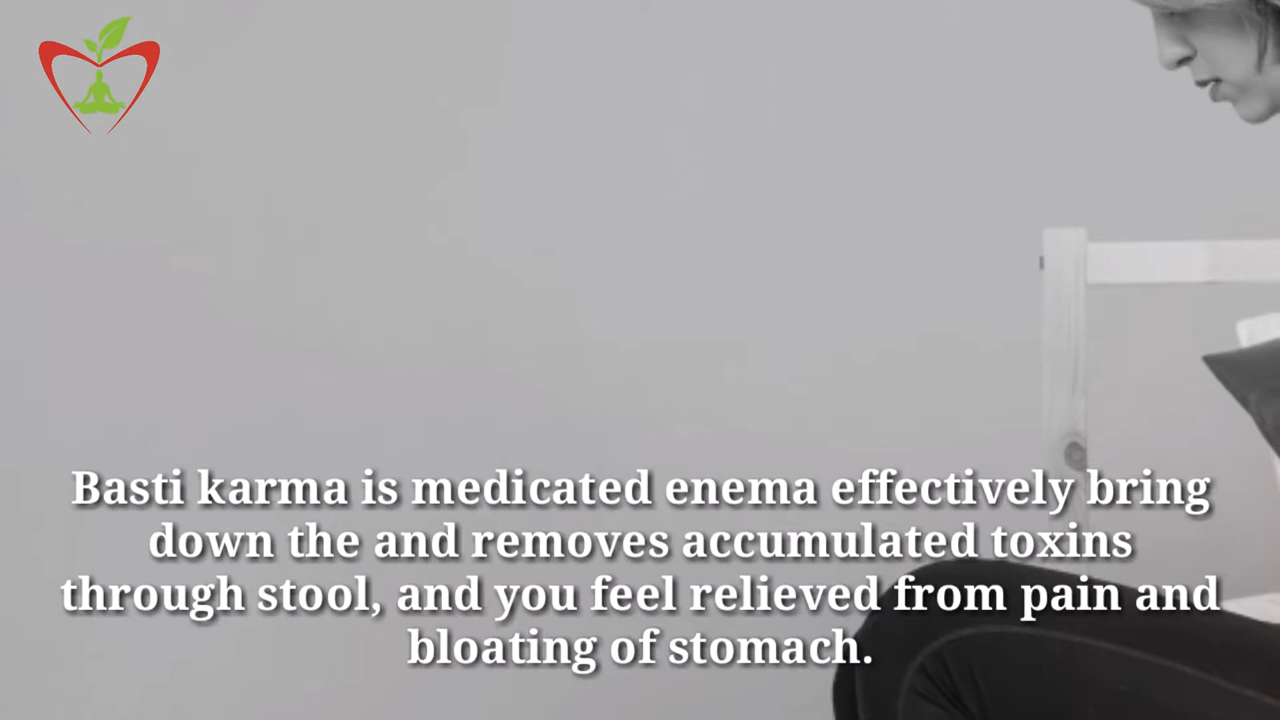 Basti karma is medicated enema effectively bring
down the and removes accumulated toxins
through stool, and you feel relieved from pain and
bloating of stomach.